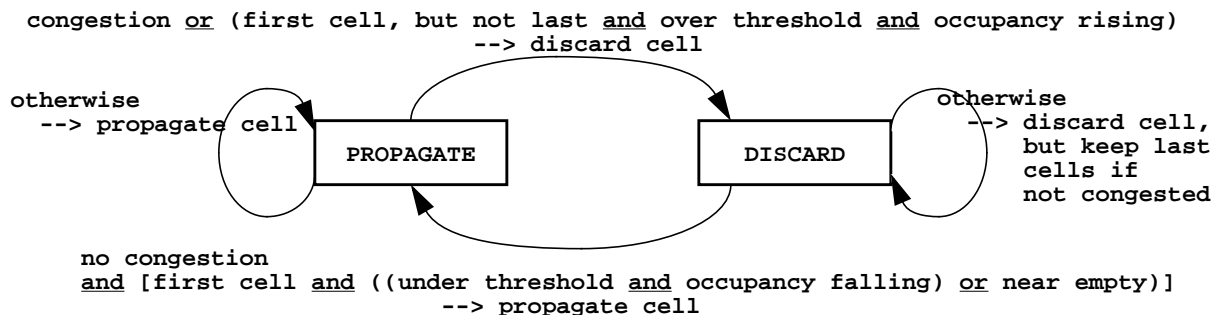 congestion or (first cell, but not last and over threshold and occupancy rising)
--> discard cell
otherwise
--> propagate cell
PROPAGATE
DISCARD
otherwise
--> discard cell,
but keep last
cells if
not congested
no congestion
and [first cell and ((under threshold and occupancy falling) or near empty)]
--> propagate cell